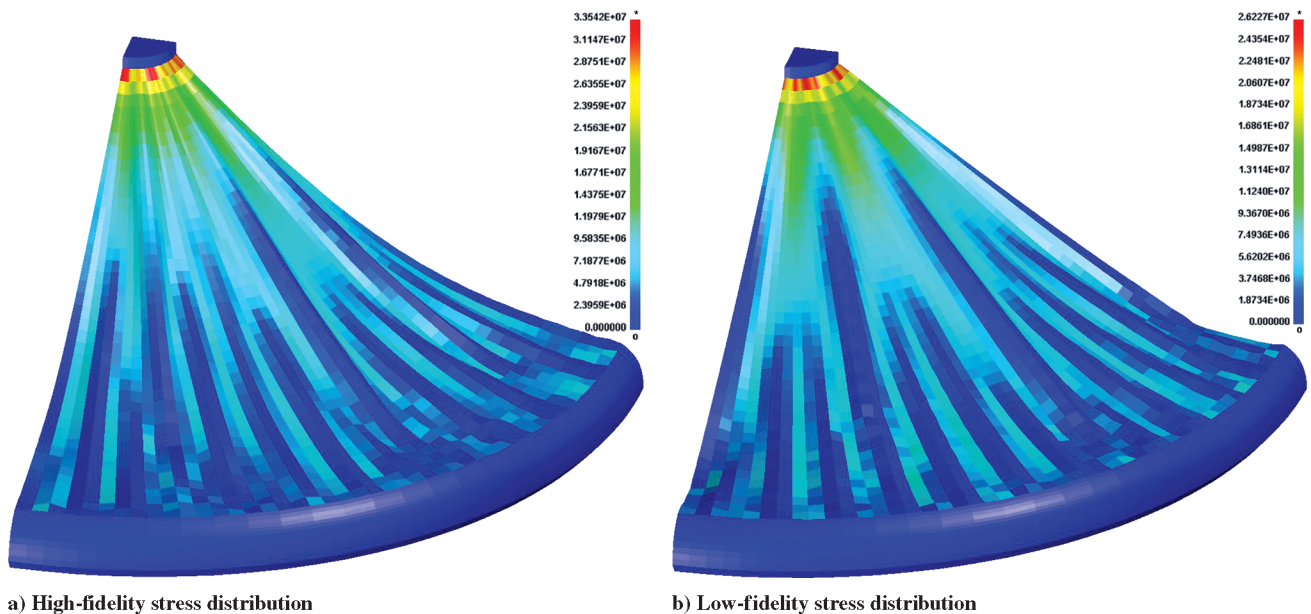 3.3542E+07 *
3.1147E+07
2.8751E+07
2.6355E+07
2.3959E+07
2.1563E+07
1.9167E+07
1.6771E+07
1.4375E+07
1.1979E+07
9.5835E+06
7.1877E+06
4.7918E+06
2.3959E+06
0.000000
0
2.6227E+07 *
2.4354E+07
2.2481E+07
2.0607E+07
1.8734E+07
1.6861E+07
1.4987E+07
1.3114E+07
1.1240E+07
9.3670E+06
7.4936E+06
5.6202E+06
3.7468E+06
1.8734E+06
0.000000
0
a) High-fidelity stress distribution
b) Low-fidelity stress distribution